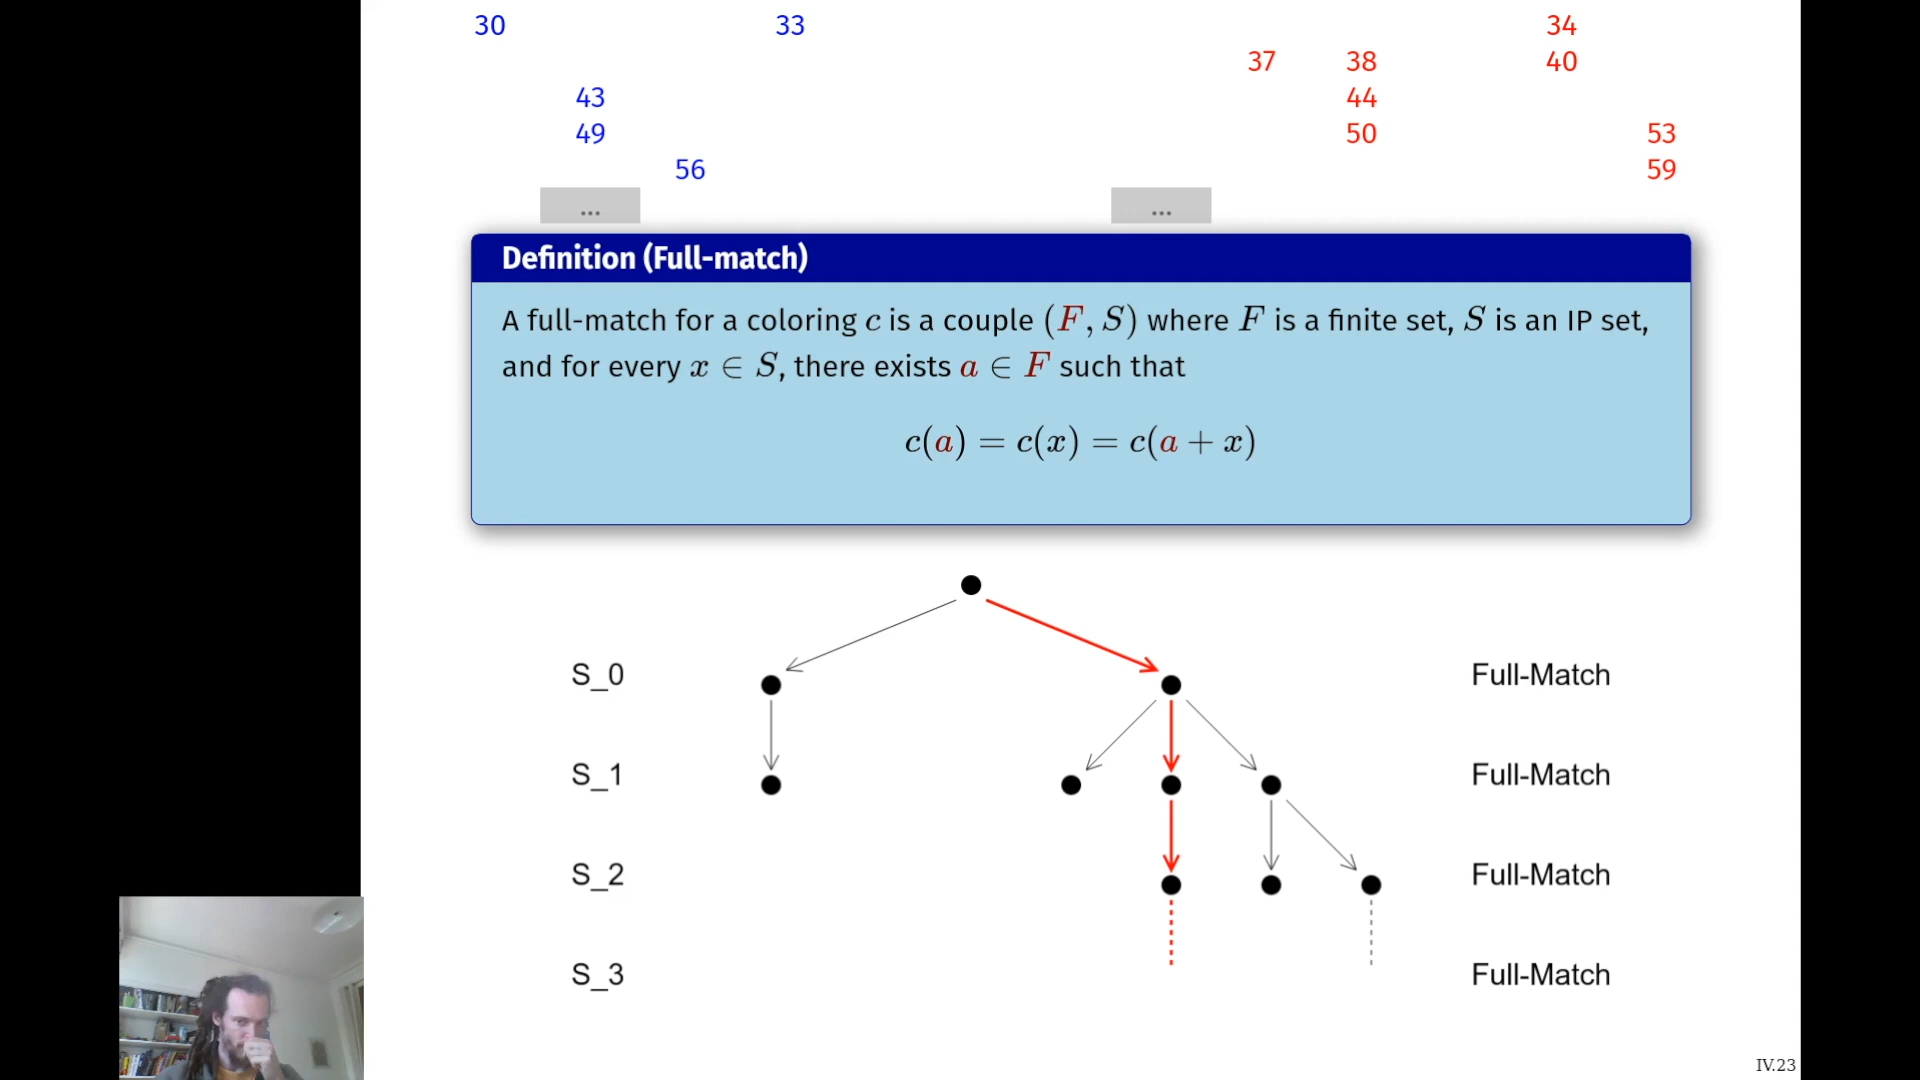 30 33 34
37 38 40
43 44
49 50 53
56 59
... ...
Definition (Full-match)
A full-match for a coloring c is a couple (F, S) where F is a finite set, S is an IP set,
and for every x ∈ S, there exists a ∈ F such that
c(a) = c(x) = c(a + x)
S_0 Full-Match
S_1 Full-Match
S_2 Full-Match
S_3 Full-Match
IV.23